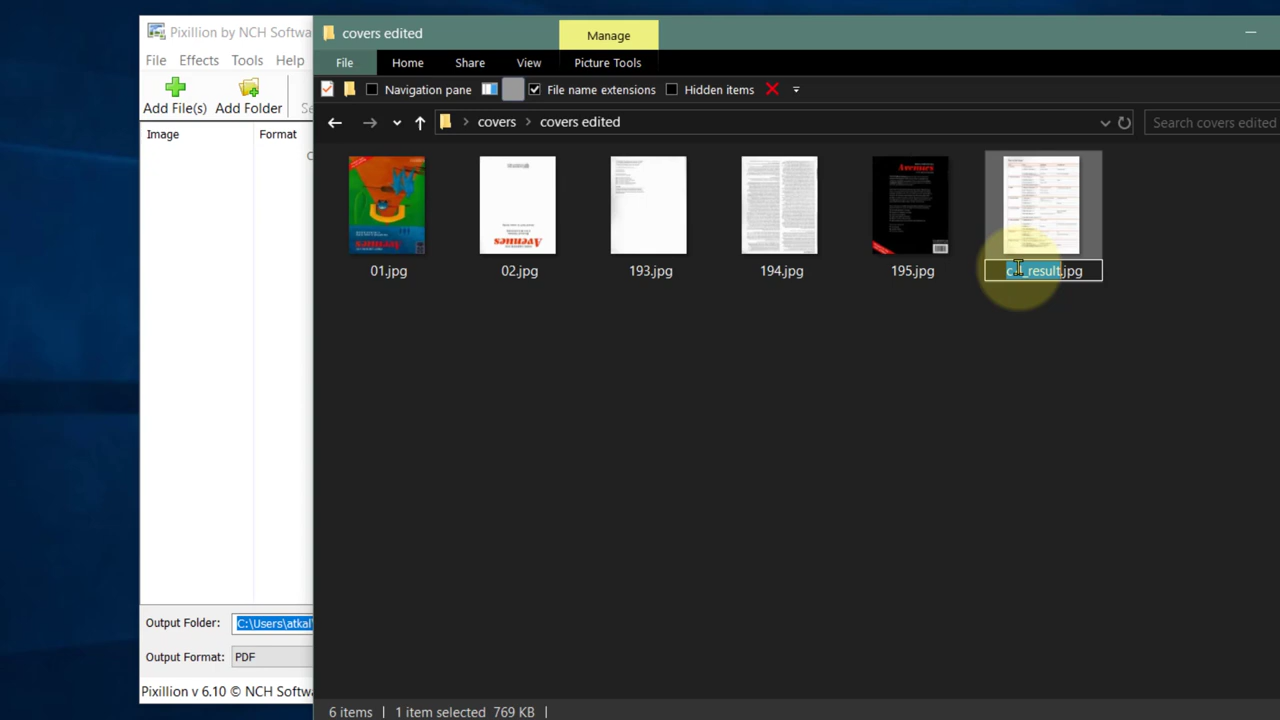 Pixillion by NCH Softwa
File Effects Tools Help
Add File(s) Add Folder
Image Format
Output Folder: C:\Users\atkal\
Output Format: PDF
Pixillion v 6.10 © NCH Softwa
covers edited
Manage
File Home Share View Picture Tools
Navigation pane File name extensions Hidden items
covers covers edited
Search covers edited
Avenues
Avenues
01.jpg 02.jpg 193.jpg 194.jpg 195.jpg _result.jpg
6 items 1 item selected 769 KB